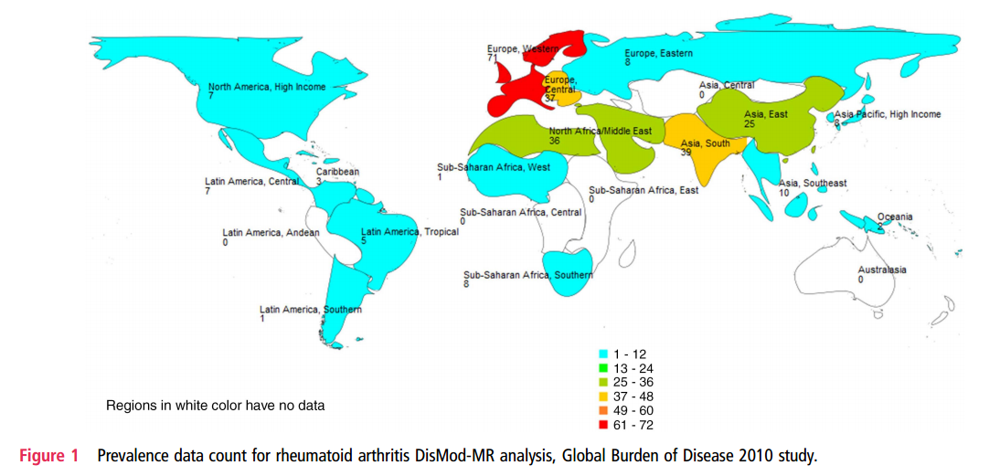 Europe, Western
71
Europe, Eastern
8
Europe,
Central
37
North America, High Income
7
Asia, Central
0
Asia, East
25
Asia Pacific, High Income
8
North Africa/Middle East
36
Asia, South
39
Sub-Saharan Africa, West
1
Caribbean
3
Latin America, Central
7
Sub-Saharan Africa, East
0
Asia, Southeast
10
Sub-Saharan Africa, Central
0
Oceania
2
Latin America, Andean
0
Latin America, Tropical
5
Sub-Saharan Africa, Southern
8
Australasia
0
Latin America, Southern
1
1 - 12
13 - 24
25 - 36
37 - 48
49 - 60
61 - 72
Regions in white color have no data
Figure 1 Prevalence data count for rheumatoid arthritis DisMod-MR analysis, Global Burden of Disease 2010 study.